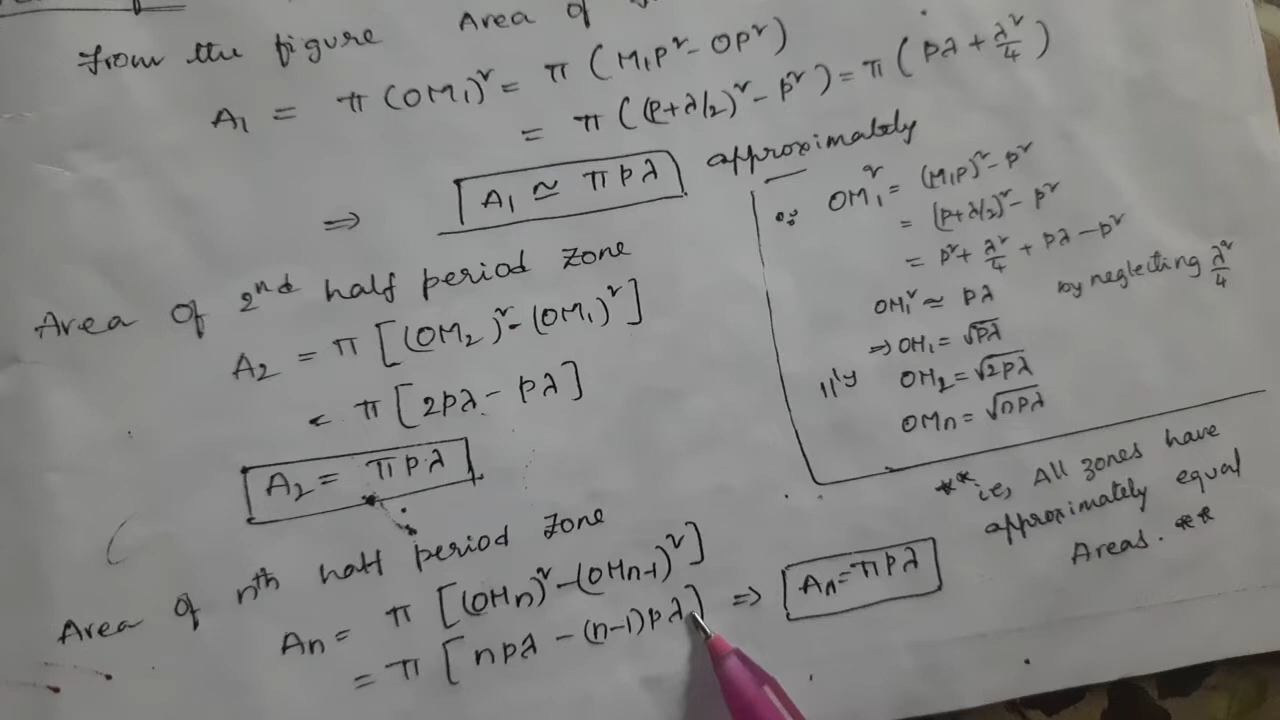 from the figure Area of
A₁ = π(OM₁)² = π(M₁P² - OP²)
= π((P+λ/2)² - P²) = π(Pλ + λ²/4)
⇒ A₁ ≃ πPλ approximately
Area of 2nd half period zone
A₂ = π[(OM₂)² - (OM₁)²]
= π[2Pλ - Pλ]
A₂ = πPλ
Area of nth half period zone
An = π[(OMn)² - (OMn-1)²]
= π[nPλ - (n-1)Pλ] ⇒ An = πPλ
∵ OM₁² = (M₁P)² - P²
= (P+λ/2)² - P²
= P² + λ²/4 + Pλ - P²
OM₁² ≃ Pλ by neglecting λ²/4
⇒ OM₁ = √Pλ
lllly OM₂ = √2Pλ
OMn = √nPλ
** ie, All zones have
approximately equal
Areas. **